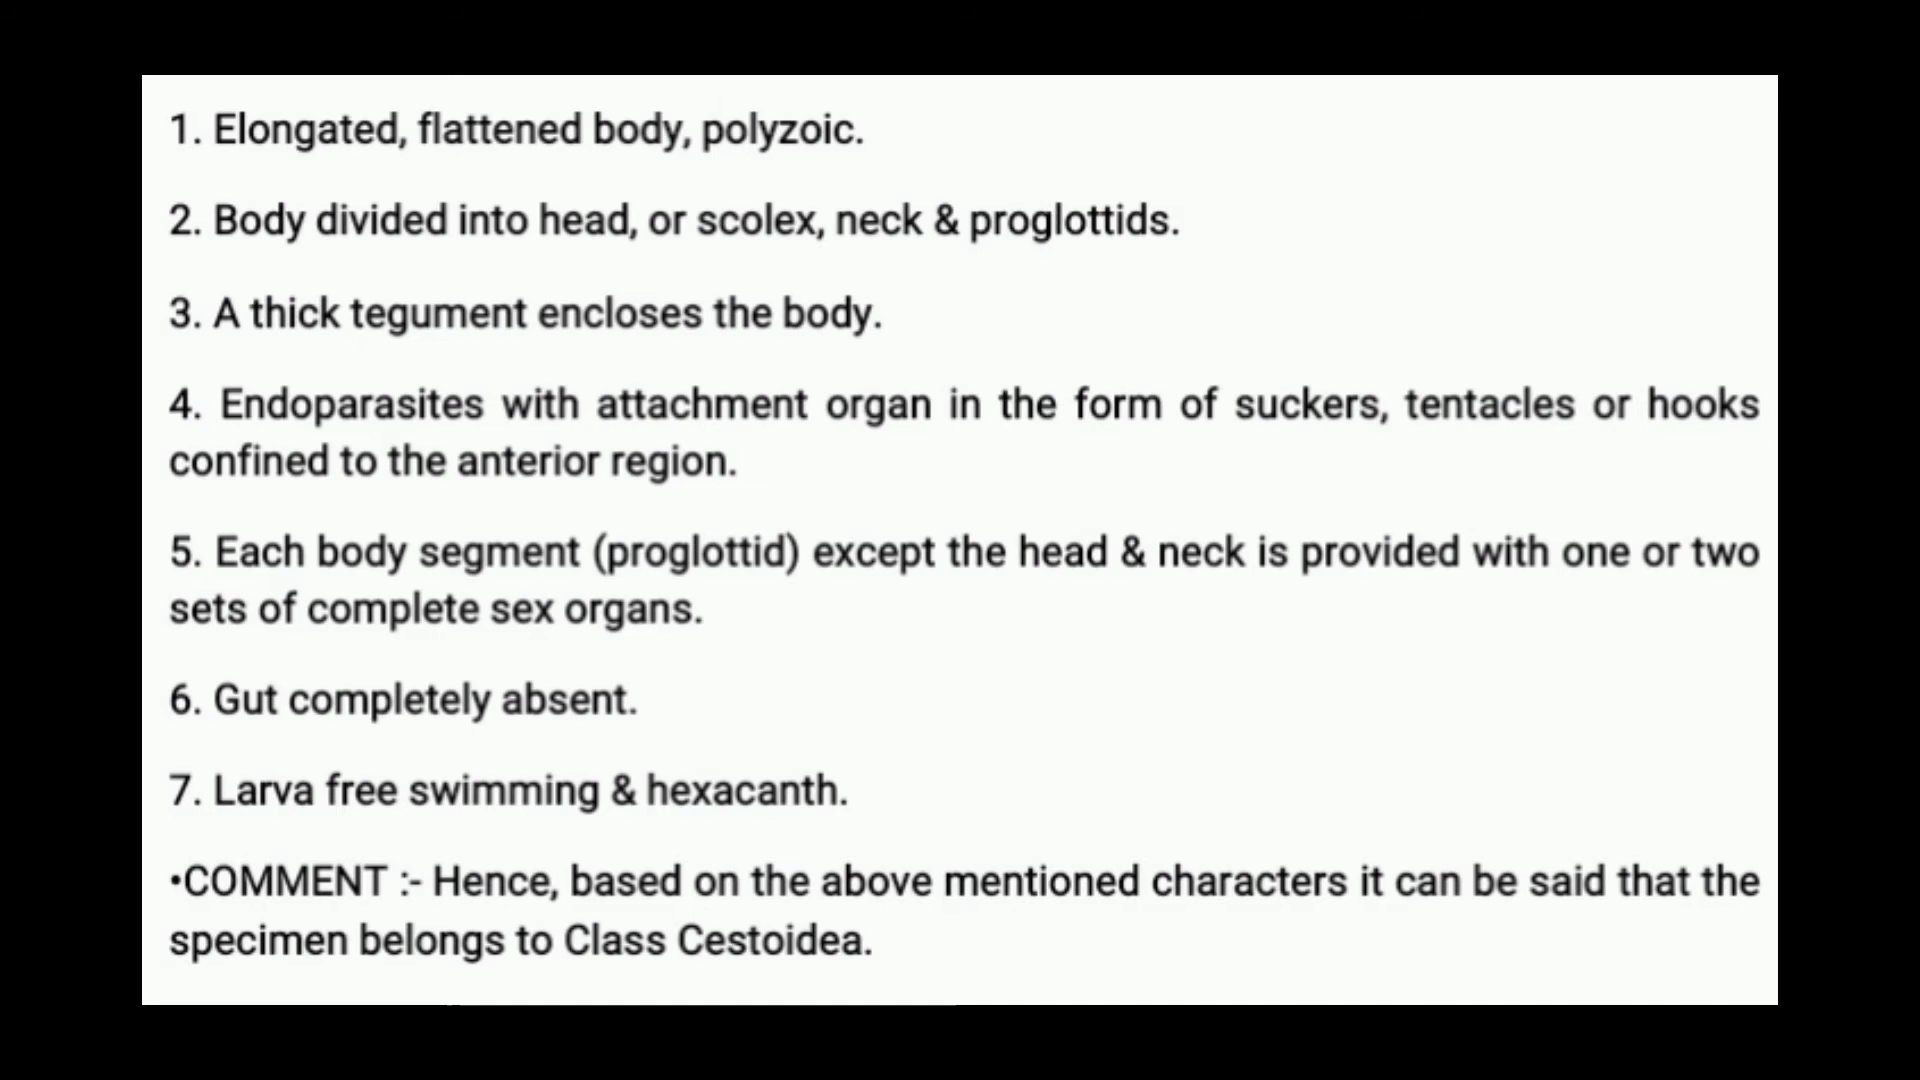 1. Elongated, flattened body, polyzoic.
2. Body divided into head, or scolex, neck & proglottids.
3. A thick tegument encloses the body.
4. Endoparasites with attachment organ in the form of suckers, tentacles or hooks
confined to the anterior region.
5. Each body segment (proglottid) except the head & neck is provided with one or two
sets of complete sex organs.
6. Gut completely absent.
7. Larva free swimming & hexacanth.
•COMMENT :- Hence, based on the above mentioned characters it can be said that the
specimen belongs to Class Cestoidea.